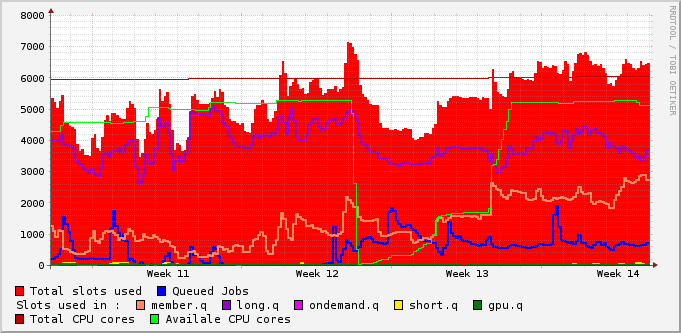 8000
7000
6000
5000
4000
3000
2000
1000
0
Week 11 Week 12 Week 13 Week 14
RRDTOOL / TOBI OETIKER
Total slots used Queued Jobs
Slots used in : member.q long.q ondemand.q short.q gpu.q
Total CPU cores Availale CPU cores